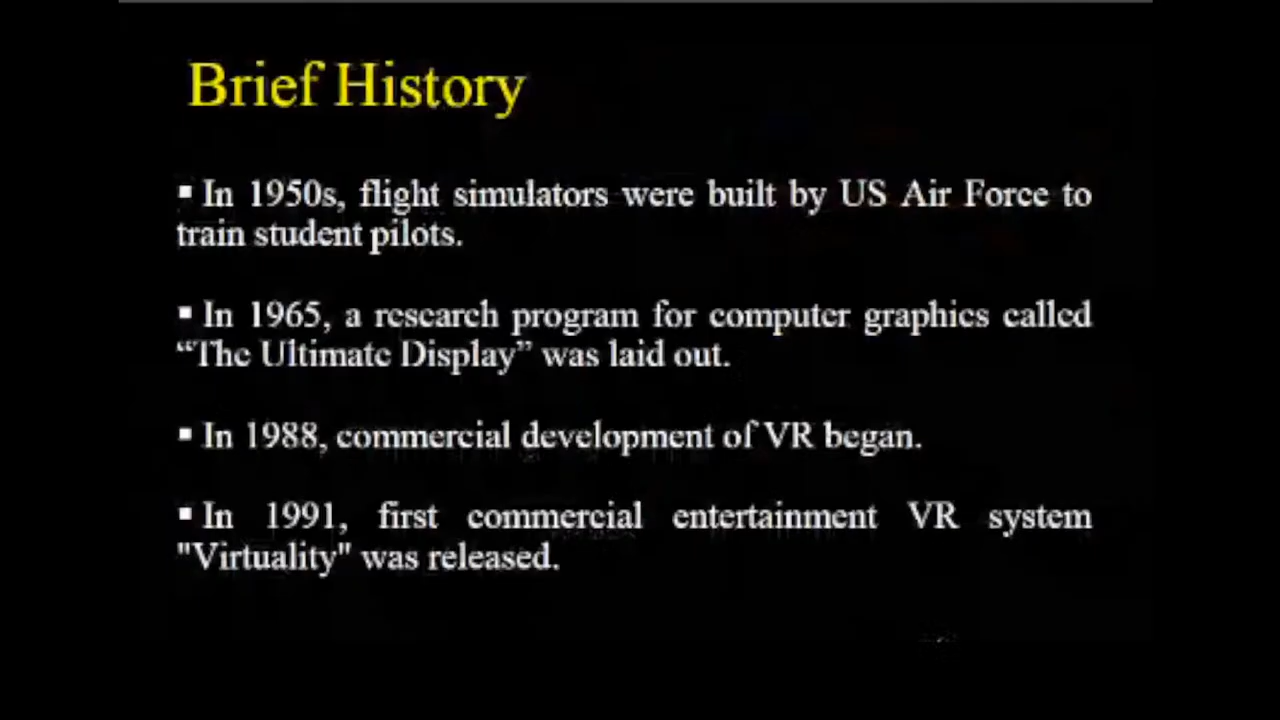 Brief History
▪ In 1950s, flight simulators were built by US Air Force to
train student pilots.
▪ In 1965, a research program for computer graphics called
“The Ultimate Display” was laid out.
▪ In 1988, commercial development of VR began.
▪ In 1991, first commercial entertainment VR system
"Virtuality" was released.